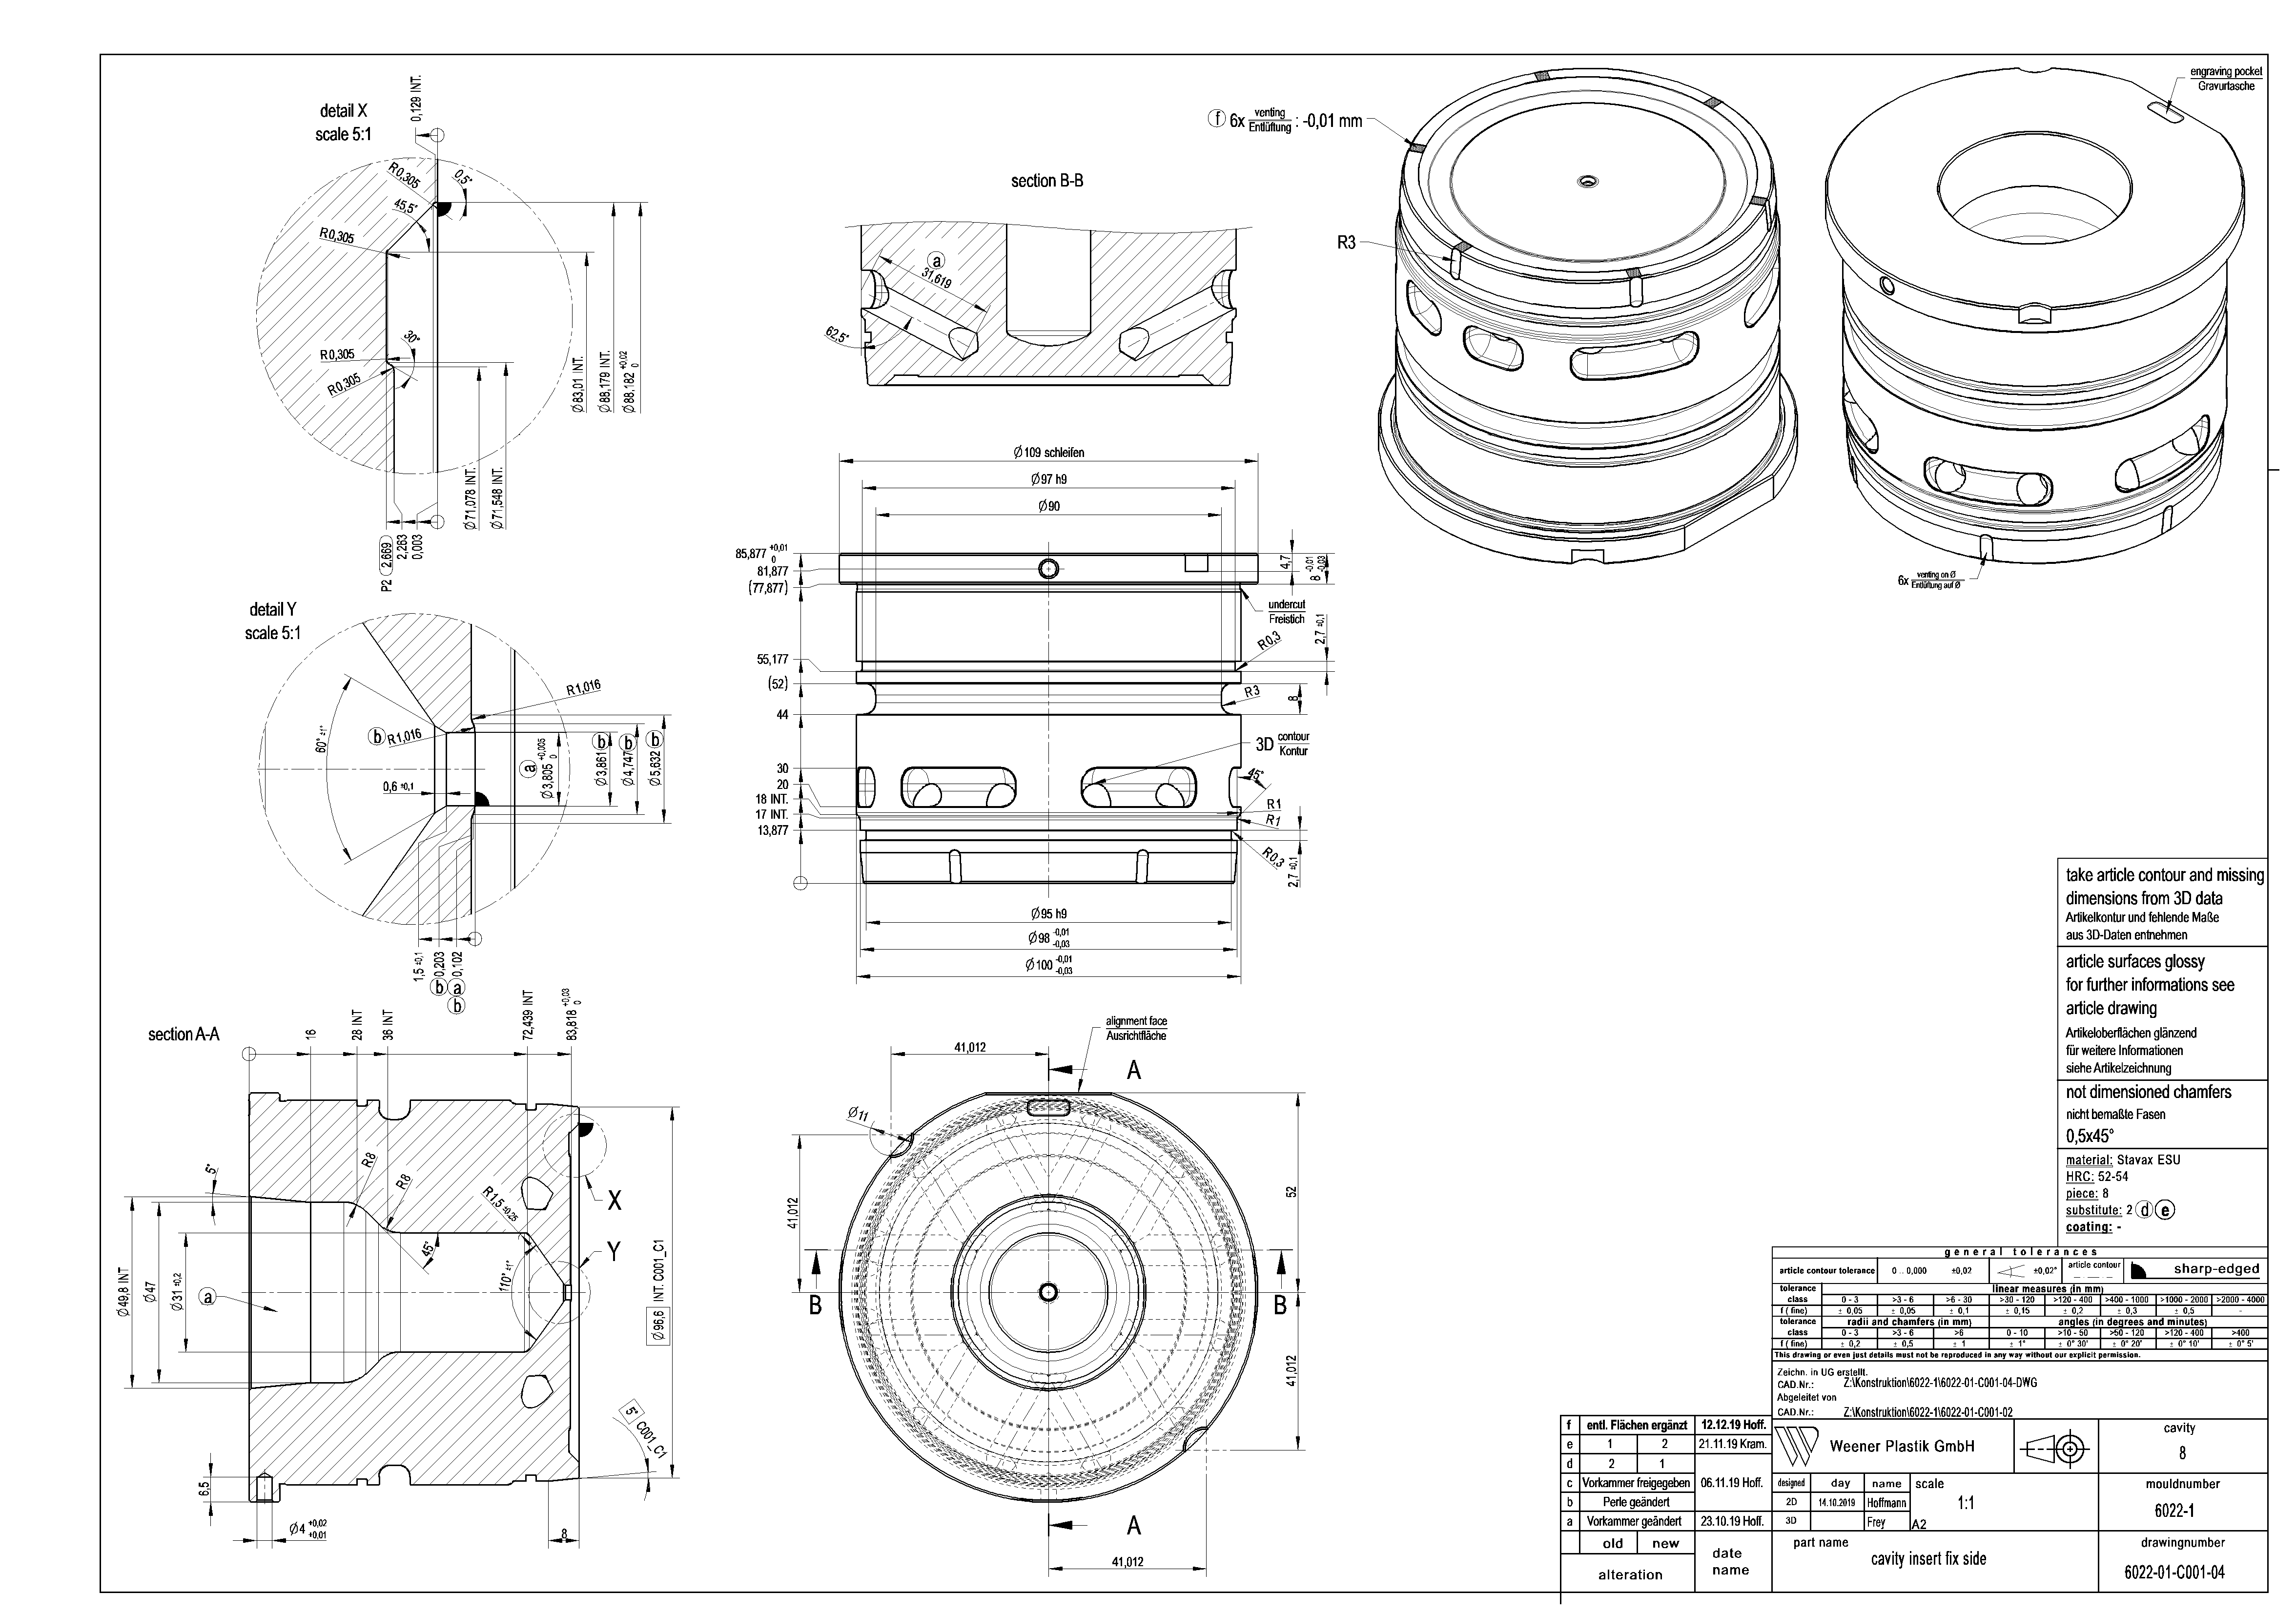 detail X
scale 5:1
0,129 INT.
R0,305
0,5°
45,5°
R0,305
R0,305
30°
R0,305
Ø83,01 INT.
Ø88,179 INT.
Ø88,182 +0,02 0
Ø71,078 INT.
Ø71,548 INT.
P2 2,669
2,263
0,003
detail Y
scale 5:1
R1,016
b R1,016
60° ±1°
0,6 ±0,1
a Ø3,805 +0,005 0
Ø3,861 b
Ø4,747 b
Ø5,632 b
1,5 ±0,1
b 0,203
a 0,102
b
section A-A
16
28 INT
36 INT
72,439 INT
83,818 +0,03 0
5°
R8
R8
R1,5 ±0,25
45°
110° ±1°
X
Y
Ø49,8 INT
Ø47
Ø31 ±0,2
a
Ø96,6 INT. C001_C1
5° C001_C1
6,5
Ø4 +0,02 +0,01
8
section B-B
a
31,619
62,5°
Ø109 schleifen
Ø97 h9
Ø90
85,877 +0,01 0
81,877
(77,877)
55,177
(52)
44
30
20
18 INT.
17 INT.
13,877
4,7
8 -0,01 -0,03
undercut
Freistich
R0,3
2,7 ±0,1
R3
8
3D contour
Kontur
45°
R1
R1
R0,3
2,7 ±0,1
Ø95 h9
Ø98 -0,01 -0,03
Ø100 -0,01 -0,03
alignment face
Ausrichtfläche
41,012
A
Ø11
41,012
52
B
B
41,012
A
41,012
f 6x venting : -0,01 mm
Entlüftung
R3
engraving pocket
Gravurtasche
6x venting on Ø
Entlüftung auf Ø
take article contour and missing
dimensions from 3D data
Artikelkontur und fehlende Maße
aus 3D-Daten entnehmen
article surfaces glossy
for further informations see
article drawing
Artikeloberflächen glänzend
für weitere Informationen
siehe Artikelzeichnung
not dimensioned chamfers
nicht bemaßte Fasen
0,5x45°
material: Stavax ESU
HRC: 52-54
piece: 8
substitute: 2 d e
coating: -
general tolerances
article contour tolerance 0 .. 0,000 ±0,02 ±0,02° article contour sharp-edged
tolerance linear measures (in mm)
class 0 - 3 >3 - 6 >6 - 30 >30 - 120 >120 - 400 >400 - 1000 >1000 - 2000 >2000 - 4000
f ( fine) ± 0,05 ± 0,05 ± 0,1 ± 0,15 ± 0,2 ± 0,3 ± 0,5 -
tolerance radii and chamfers (in mm) angles (in degrees and minutes)
class 0 - 3 >3 - 6 >6 0 - 10 >10 - 50 >50 - 120 >120 - 400 >400
f ( fine) ± 0,2 ± 0,5 ± 1 ± 1° ± 0° 30' ± 0° 20' ± 0° 10' ± 0° 5'
This drawing or even just details must not be reproduced in any way without our explicit permission.
Zeichn. in UG erstellt.
CAD.Nr.: Z:\Konstruktion\6022-1\6022-01-C001-04-DWG
Abgeleitet von
CAD.Nr.: Z:\Konstruktion\6022-1\6022-01-C001-02
Weener Plastik GmbH
cavity
8
designed day name scale
2D 14.10.2019 Hoffmann 1:1
3D Frey A2
mouldnumber
6022-1
part name
cavity insert fix side
drawingnumber
6022-01-C001-04
f entl. Flächen ergänzt 12.12.19 Hoff.
e 1 2 21.11.19 Kram.
d 2 1
c Vorkammer freigegeben 06.11.19 Hoff.
b Perle geändert
a Vorkammer geändert 23.10.19 Hoff.
old new
date
name
alteration